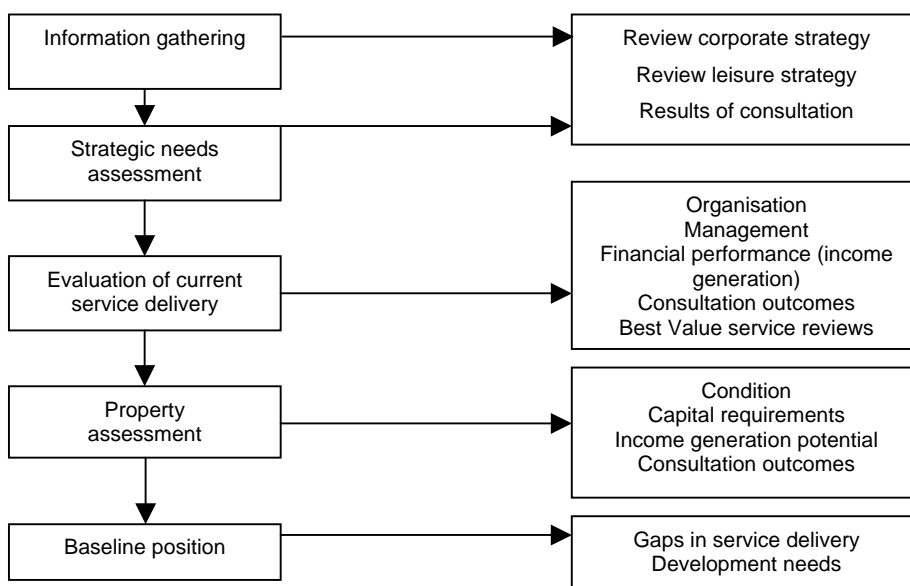 Information gathering
Review corporate strategy
Review leisure strategy
Results of consultation
Strategic needs
assessment
Organisation
Management
Financial performance (income
generation)
Consultation outcomes
Best Value service reviews
Evaluation of current
service delivery
Property
assessment
Condition
Capital requirements
Income generation potential
Consultation outcomes
Baseline position
Gaps in service delivery
Development needs